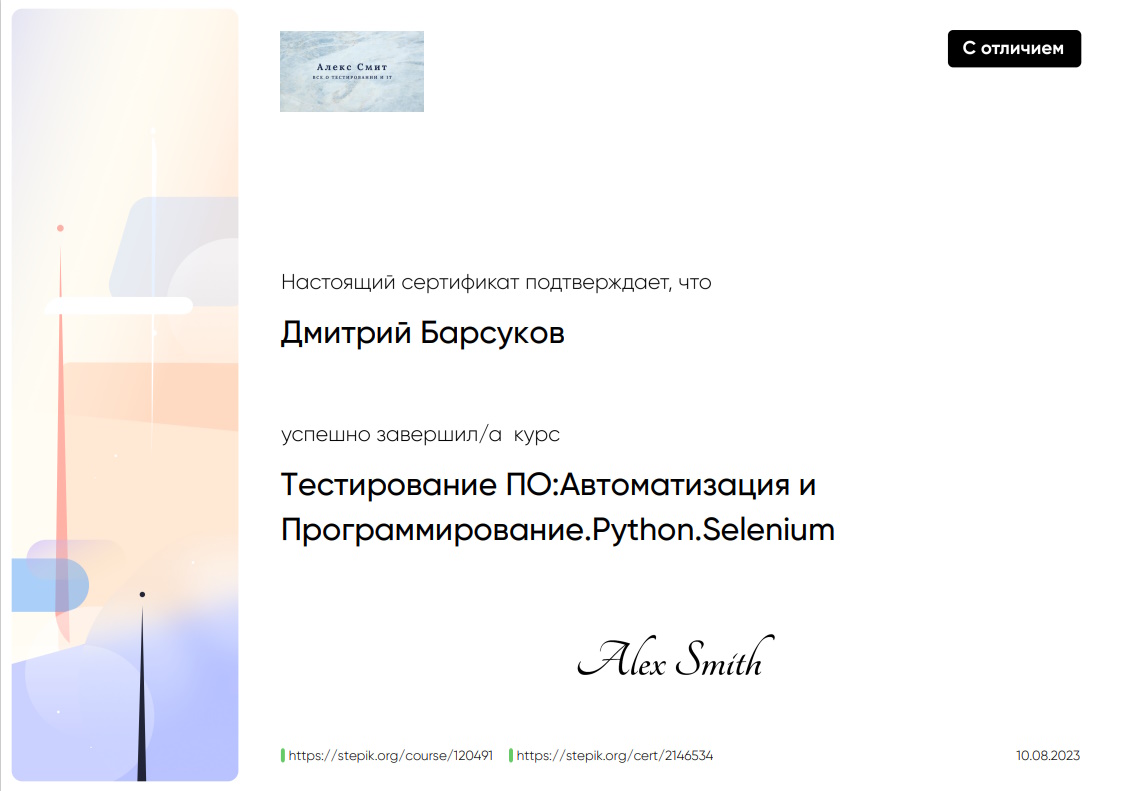 Алекс Смит
ВСЕ О ТЕСТИРОВАНИИ И IT
С отличием
Настоящий сертификат подтверждает, что
Дмитрий Барсуков
успешно завершил/а курс
Тестирование ПО:Автоматизация и
Программирование.Python.Selenium
Alex Smith
https://stepik.org/course/120491 https://stepik.org/cert/2146534 10.08.2023